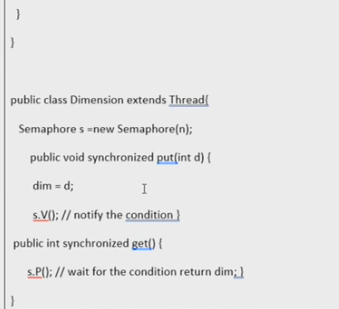 }
}
public class Dimension extends Thread{
Semaphore s =new Semaphore(n);
public void synchronized put(int d) {
dim = d;
s.V(); // notify the condition }
public int synchronized get() {
s.P(); // wait for the condition return dim; }
}